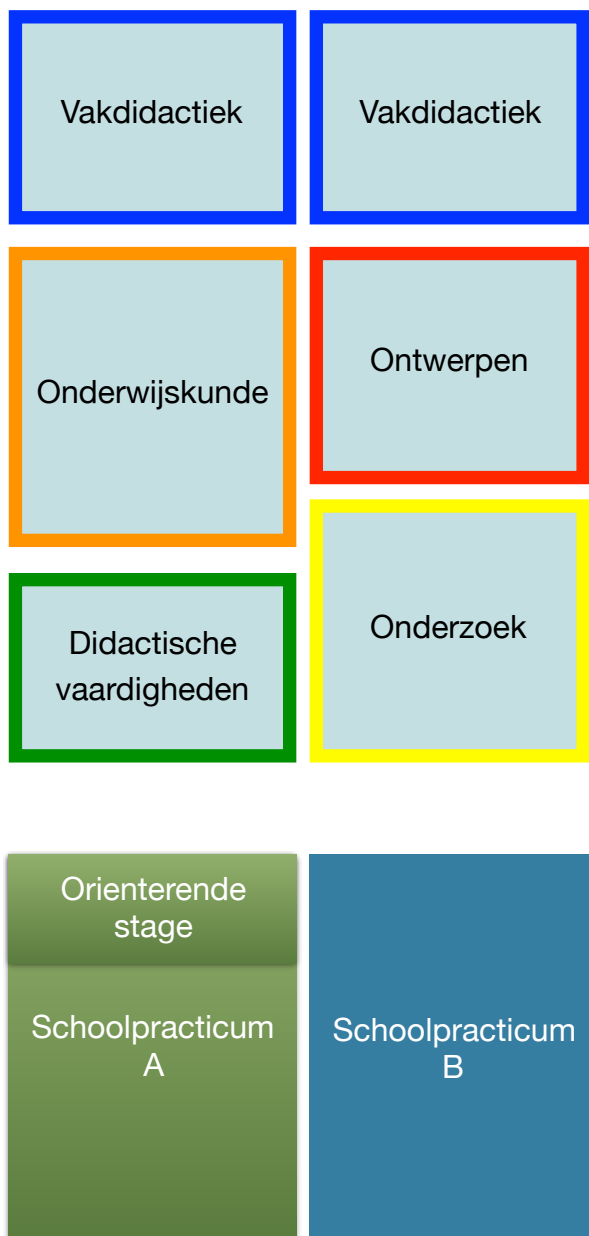 Vakdidactiek
Vakdidactiek
Onderwijskunde
Ontwerpen
Didactische
vaardigheden
Onderzoek
Orienterende
stage
Schoolpracticum
A
Schoolpracticum
B